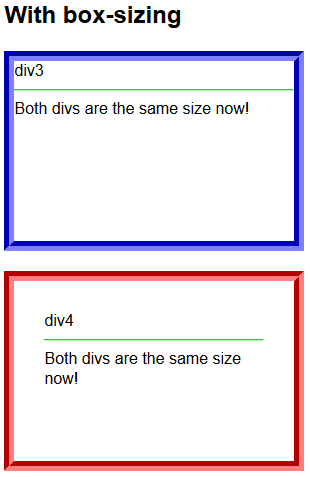 With box-sizing
div3
Both divs are the same size now!
div4
Both divs are the same size
now!